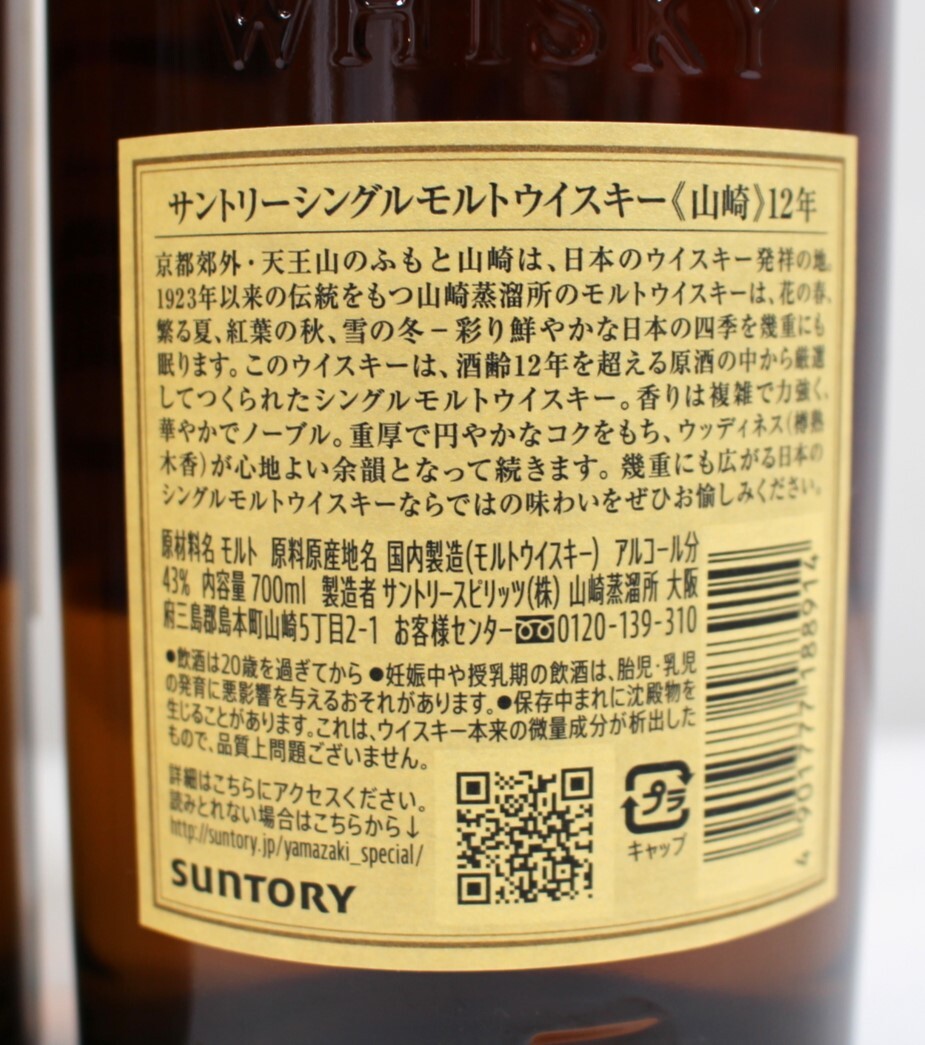 WHISKY
サントリーシングルモルトウイスキー《山崎》12年
京都郊外・天王山のふもと山崎は、日本のウイスキー発祥の地。
1923年以来の伝統をもつ山崎蒸溜所のモルトウイスキーは、花の春、
繁る夏、紅葉の秋、雪の冬－彩り鮮やかな日本の四季を幾重にも
眠ります。このウイスキーは、酒齢12年を超える原酒の中から厳選
してつくられたシングルモルトウイスキー。香りは複雑で力強く、
華やかでノーブル。重厚で円やかなコクをもち、ウッディネス(樽熟
木香)が心地よい余韻となって続きます。幾重にも広がる日本の
シングルモルトウイスキーならではの味わいをぜひお愉しみください。
原材料名 モルト 原料原産地名 国内製造(モルトウイスキー) アルコール分
43% 内容量 700ml 製造者 サントリースピリッツ(株) 山崎蒸溜所 大阪
府三島郡島本町山崎5丁目2-1 お客様センター 0120-139-310
●飲酒は20歳を過ぎてから ●妊娠中や授乳期の飲酒は、胎児・乳児
の発育に悪影響を与えるおそれがあります。●保存中まれに沈殿物を
生じることがあります。これは、ウイスキー本来の微量成分が析出した
もので、品質上問題ございません。
詳細はこちらにアクセスください。
読みとれない場合はこちらから↓
http://suntory.jp/yamazaki_special/
SUNTORY
プラ
キャップ
4 901777 188914